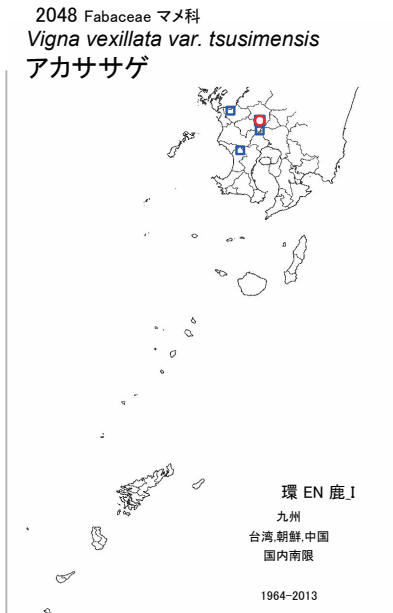 2048 Fabaceae マメ科
Vigna vexillata var. tsusimensis
アカササゲ
環 EN 鹿_I
九州
台湾,朝鮮,中国
国内南限
1964-2013